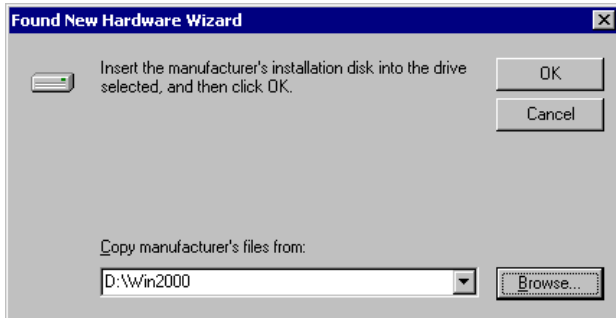 Found New Hardware Wizard
Insert the manufacturer's installation disk into the drive
selected, and then click OK.
OK
Cancel
Copy manufacturer's files from:
D:\Win2000
Browse...